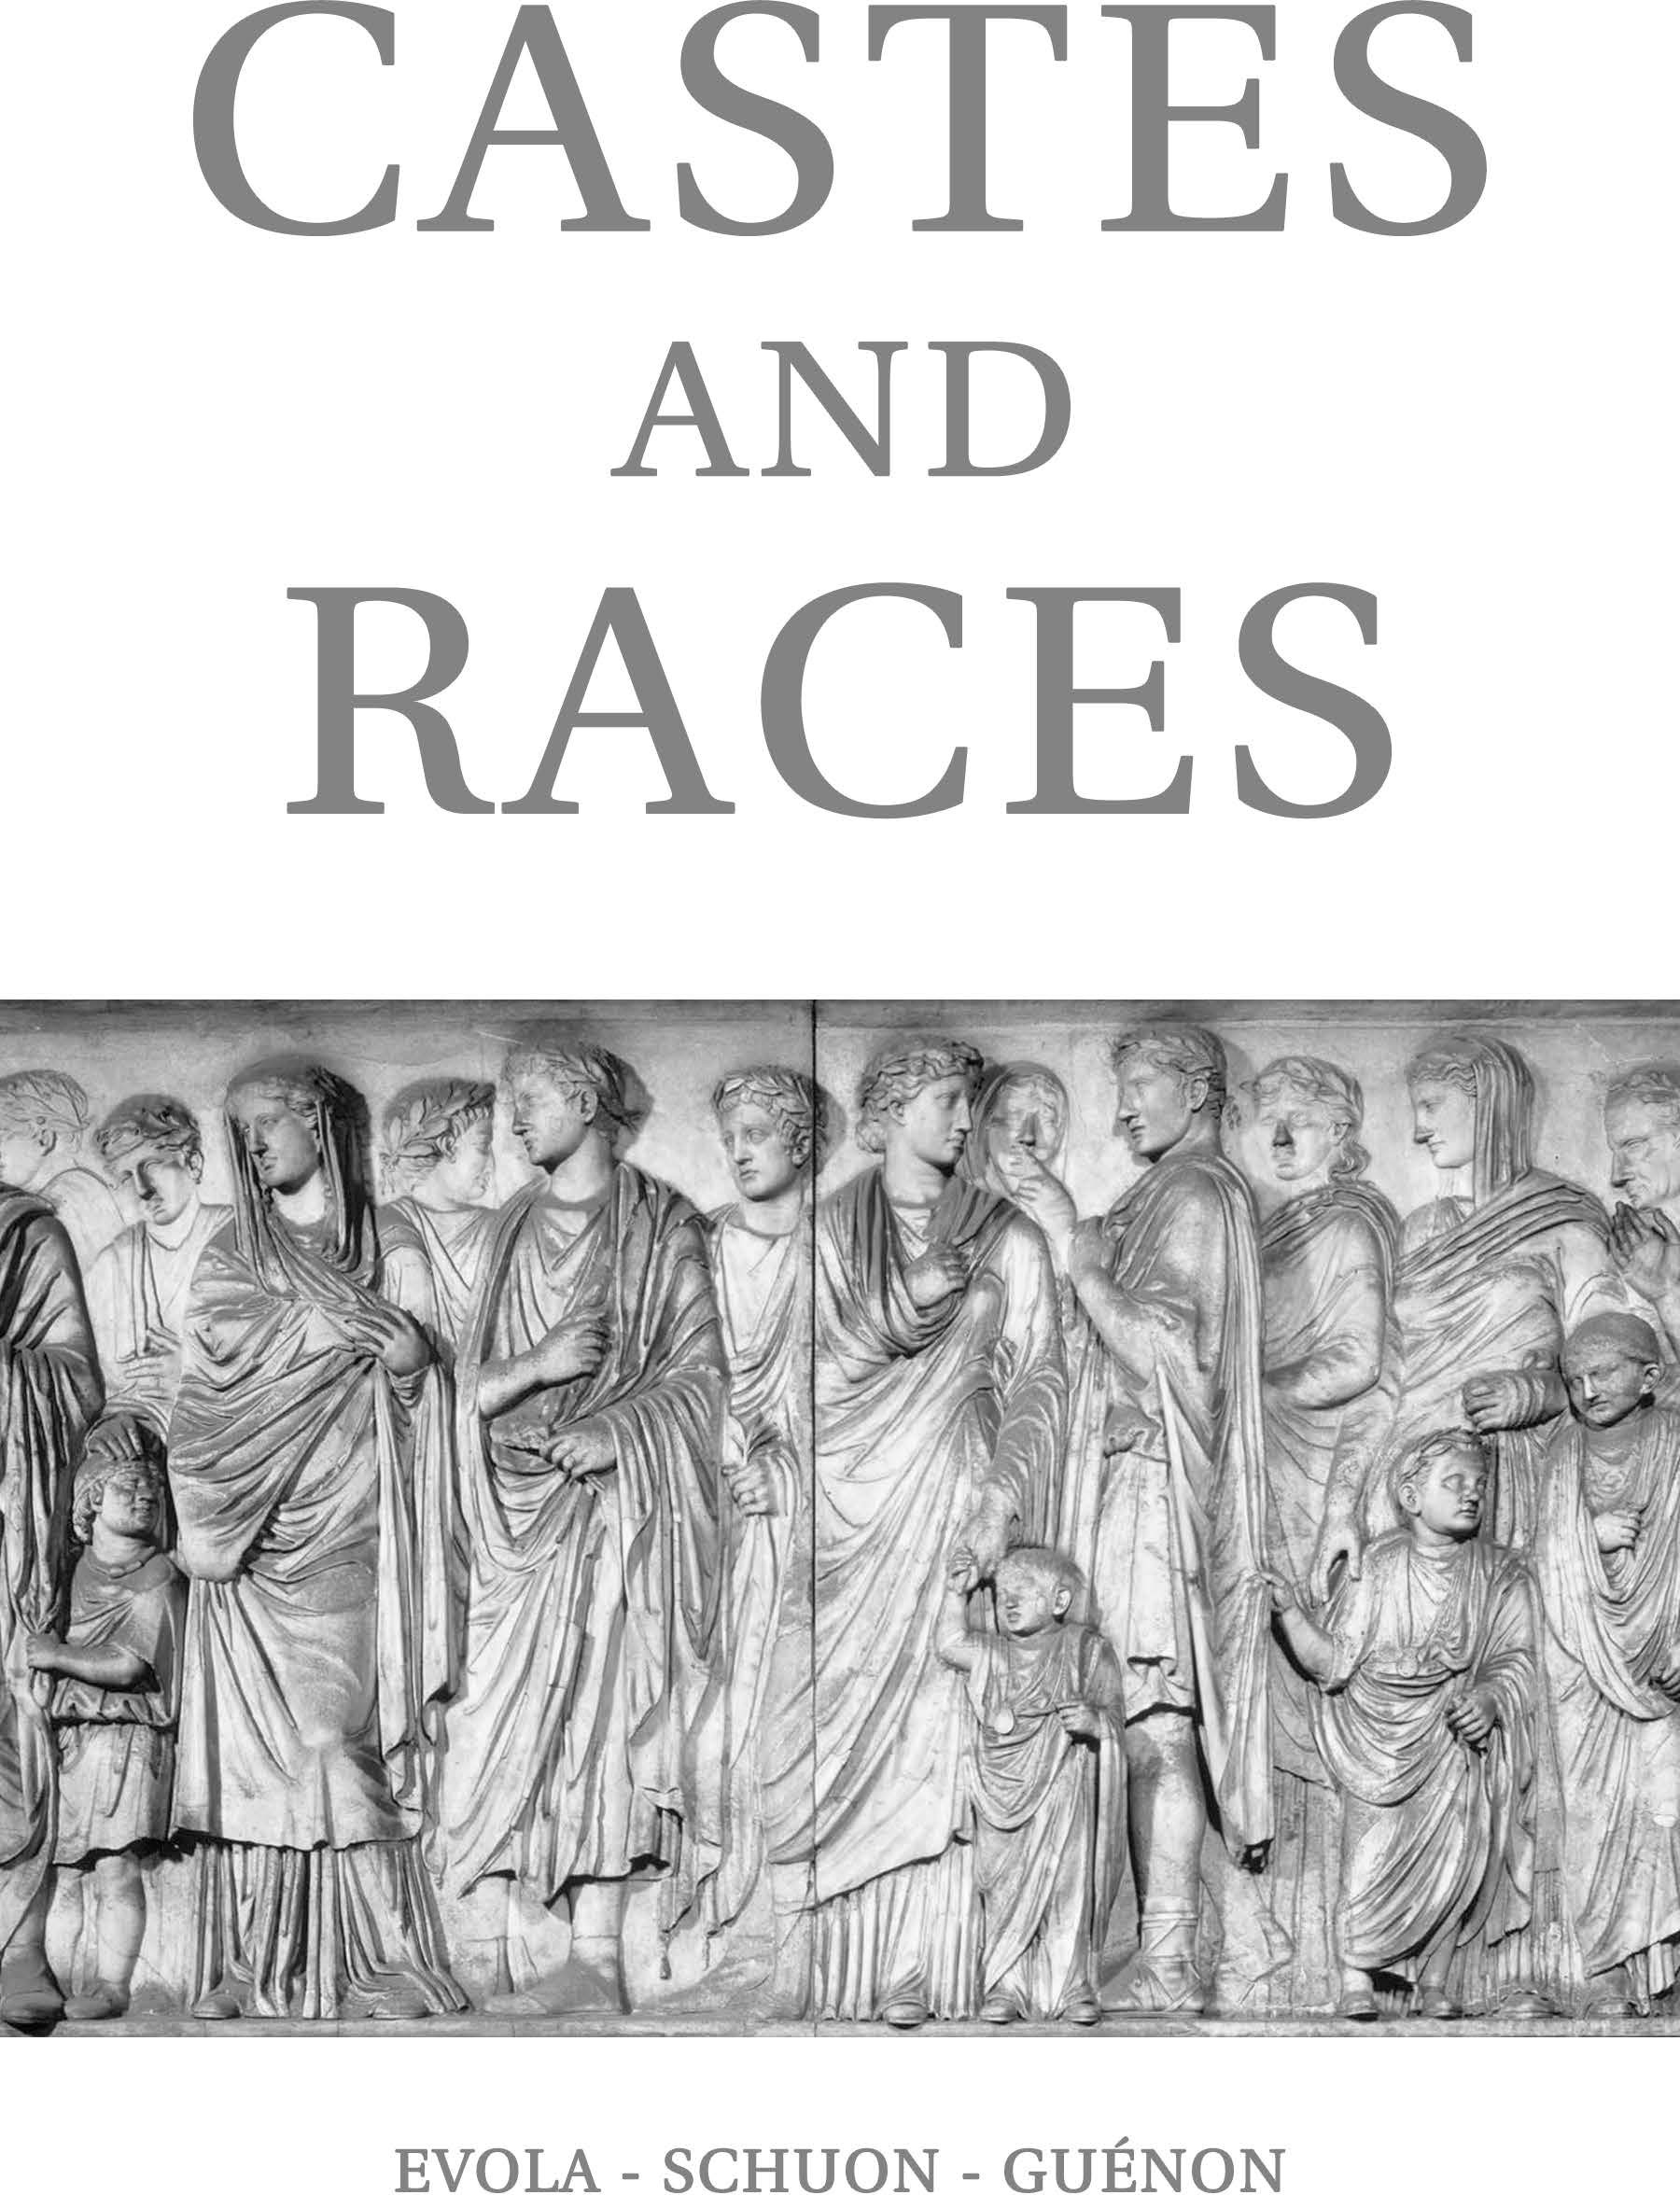 CASTES
AND
RACES
EVOLA - SCHUON - GUÉNON